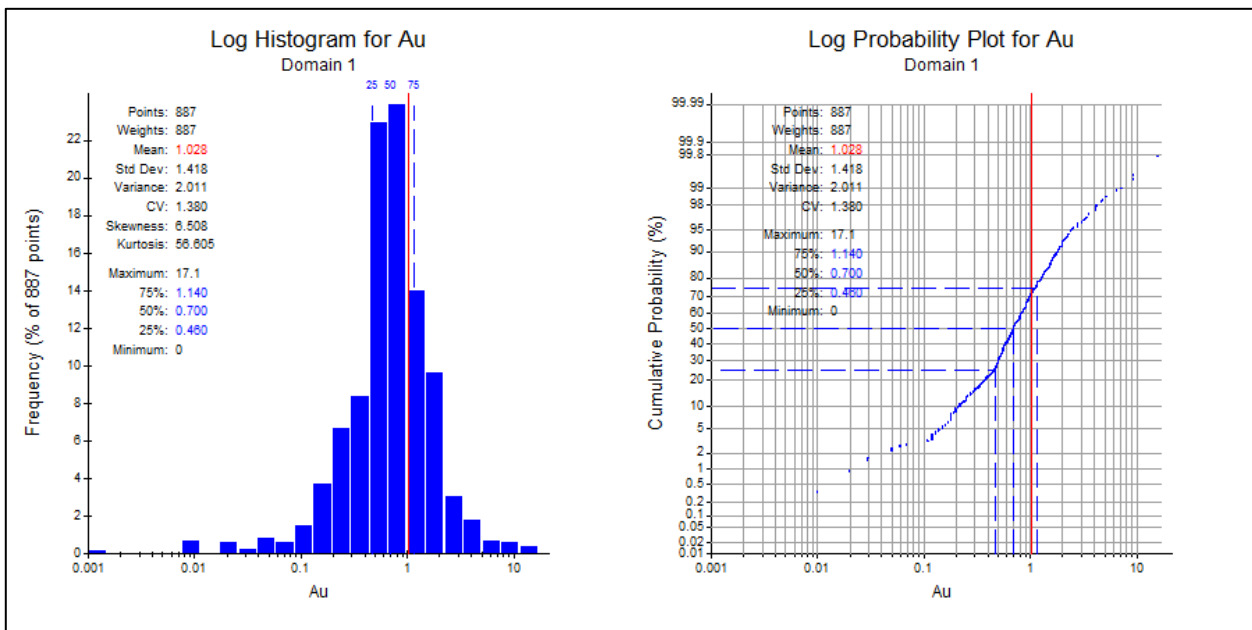 Log Histogram for Au
Domain 1
25 50 75
Points: 887
Weights: 887
Mean: 1.028
Std Dev: 1.418
Variance: 2.011
CV: 1.380
Skewness: 6.508
Kurtosis: 56.605
Maximum: 17.1
75%: 1.140
50%: 0.700
25%: 0.460
Minimum: 0
Frequency (% of 887 points)
22
20
18
16
14
12
10
8
6
4
2
0
0.001 0.01 0.1 1 10
Au
Log Probability Plot for Au
Domain 1
Points: 887
Weights: 887
Mean: 1.028
Std Dev: 1.418
Variance: 2.011
CV: 1.380
Maximum: 17.1
75%: 1.140
50%: 0.700
25%: 0.460
Minimum: 0
Cumulative Probability (%)
99.99
99.9
99.8
99
98
95
90
80
70
60
50
40
30
20
10
5
2
1
0.5
0.2
0.1
0.05
0.02
0.01
0.001 0.01 0.1 1 10
Au